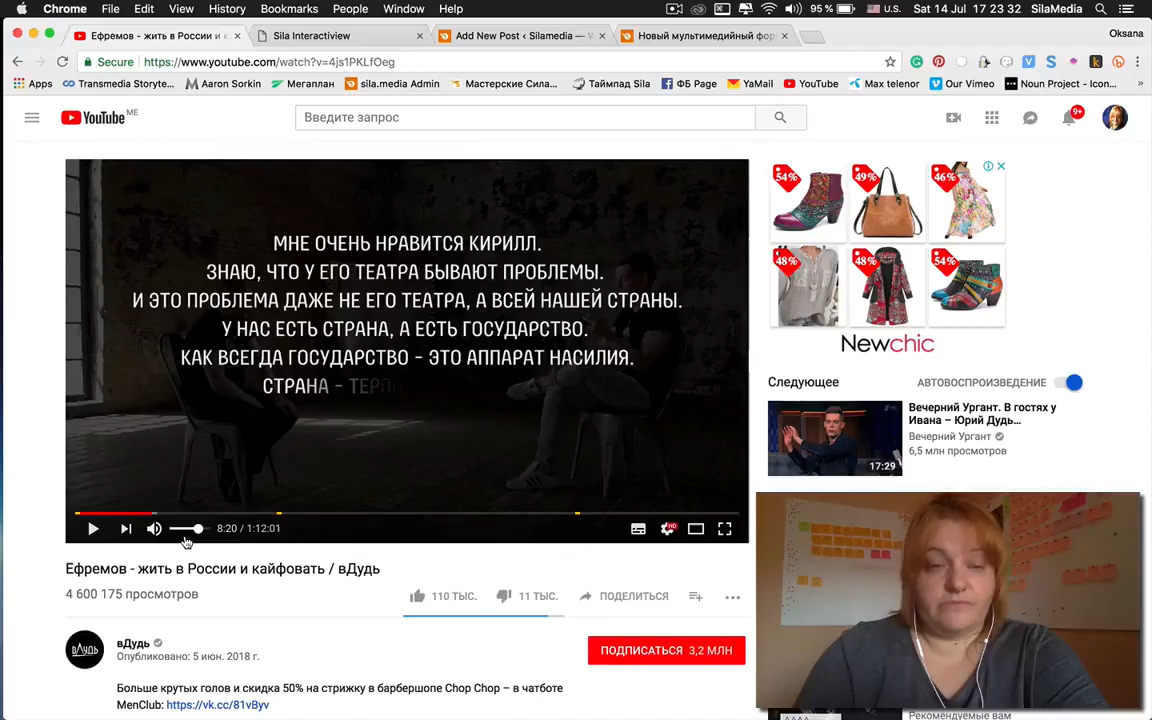 Chrome File Edit View History Bookmarks People Window Help 95% U.S. Sat 14 Jul 17 23 32 SilaMedia
Ефремов - жить в России и к × Sila Interactiview × Add New Post ‹ Silamedia — × Новый мультимедийный фор × Oksana
Secure https://www.youtube.com/watch?v=4js1PKLfOeg
Apps Transmedia Storyte... Aaron Sorkin Мегаплан sila.media Admin Мастерские Сила... Таймпад Sila ФБ Page YaMail YouTube Max telenor Our Vimeo Noun Project - Icon... »
YouTube ME Введите запрос 9+
МНЕ ОЧЕНЬ НРАВИТСЯ КИРИЛЛ.
ЗНАЮ, ЧТО У ЕГО ТЕАТРА БЫВАЮТ ПРОБЛЕМЫ.
И ЭТО ПРОБЛЕМА ДАЖЕ НЕ ЕГО ТЕАТРА, А ВСЕЙ НАШЕЙ СТРАНЫ.
У НАС ЕСТЬ СТРАНА, А ЕСТЬ ГОСУДАРСТВО.
КАК ВСЕГДА ГОСУДАРСТВО - ЭТО АППАРАТ НАСИЛИЯ.
СТРАНА - ТЕРП
8:20 / 1:12:01
HD
Ефремов - жить в России и кайфовать / вДудь
4 600 175 просмотров
110 ТЫС. 11 ТЫС. ПОДЕЛИТЬСЯ
вДудь
вДудь
Опубликовано: 5 июн. 2018 г.
ПОДПИСАТЬСЯ 3,2 МЛН
Больше крутых голов и скидка 50% на стрижку в барбершопе Chop Chop – в чатботе
MenClub: https://vk.cc/81vByv
54% 49% 46%
48% 48% 54%
Newchic
Следующее АВТОВОСПРОИЗВЕДЕНИЕ
Вечерний Ургант. В гостях у
Ивана – Юрий Дудь...
Вечерний Ургант
6,5 млн просмотров
17:29
Рекомендуемые вам